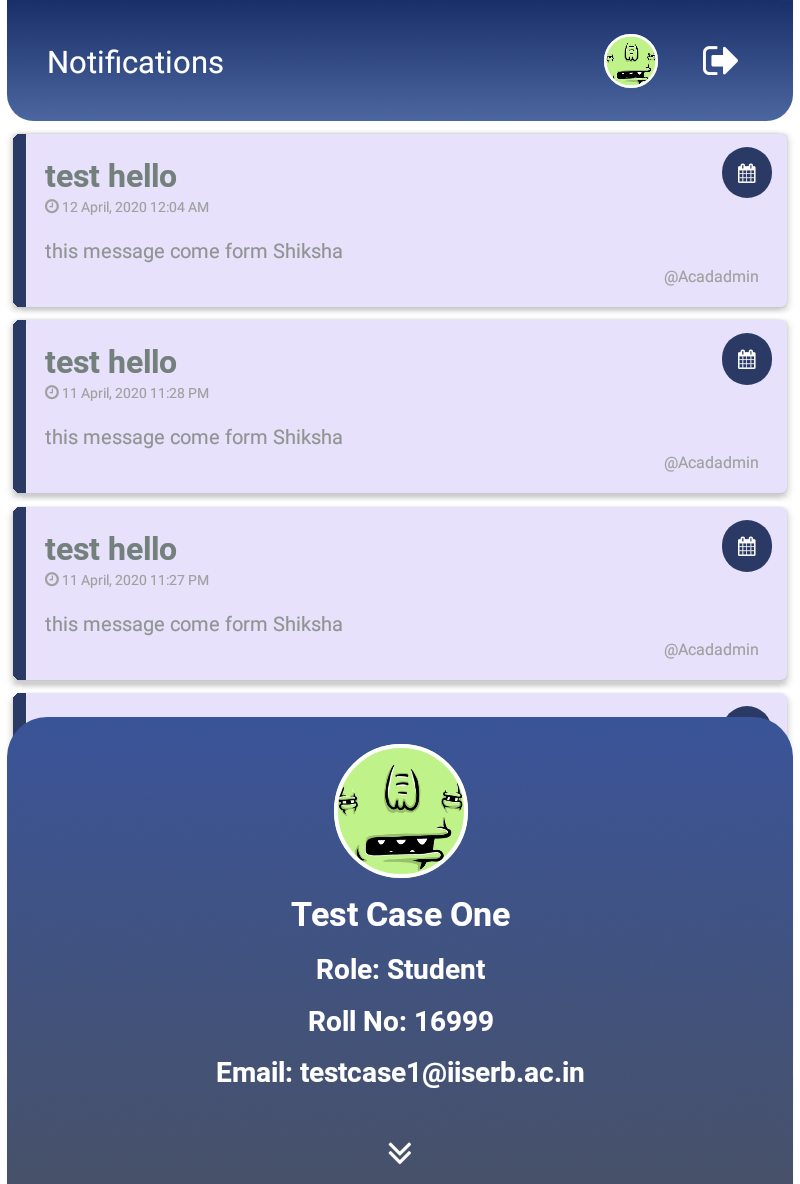 Notifications
test hello
12 April, 2020 12:04 AM
this message come form Shiksha
@Acadadmin
test hello
11 April, 2020 11:28 PM
this message come form Shiksha
@Acadadmin
test hello
11 April, 2020 11:27 PM
this message come form Shiksha
@Acadadmin
Test Case One
Role: Student
Roll No: 16999
Email: testcase1@iiserb.ac.in